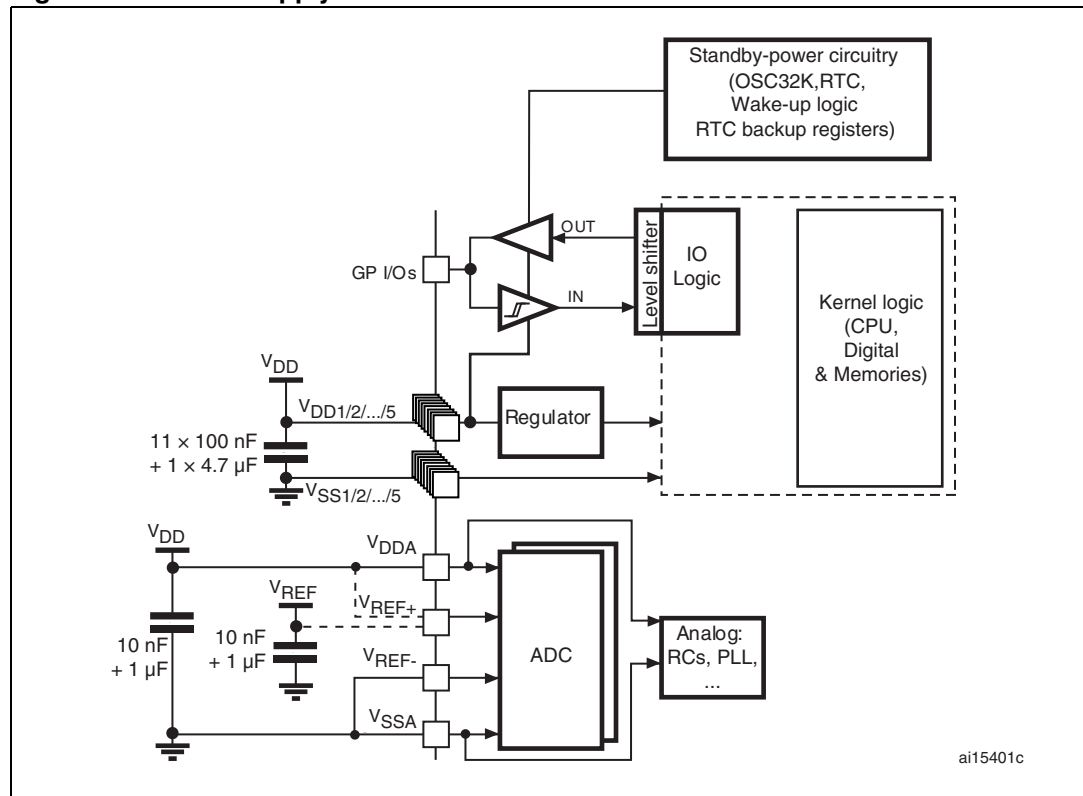 Standby-power circuitry
(OSC32K,RTC,
Wake-up logic
RTC backup registers)
OUT
GP I/Os
IN
Level shifter
IO
Logic
Kernel logic
(CPU,
Digital
& Memories)
VDD
VDD1/2/.../5
Regulator
11 × 100 nF
+ 1 × 4.7 µF
VSS1/2/.../5
VDD
VDDA
VREF
VREF+
10 nF
+ 1 µF
10 nF
+ 1 µF
VREF-
ADC
Analog:
RCs, PLL,
...
VSSA
ai15401c